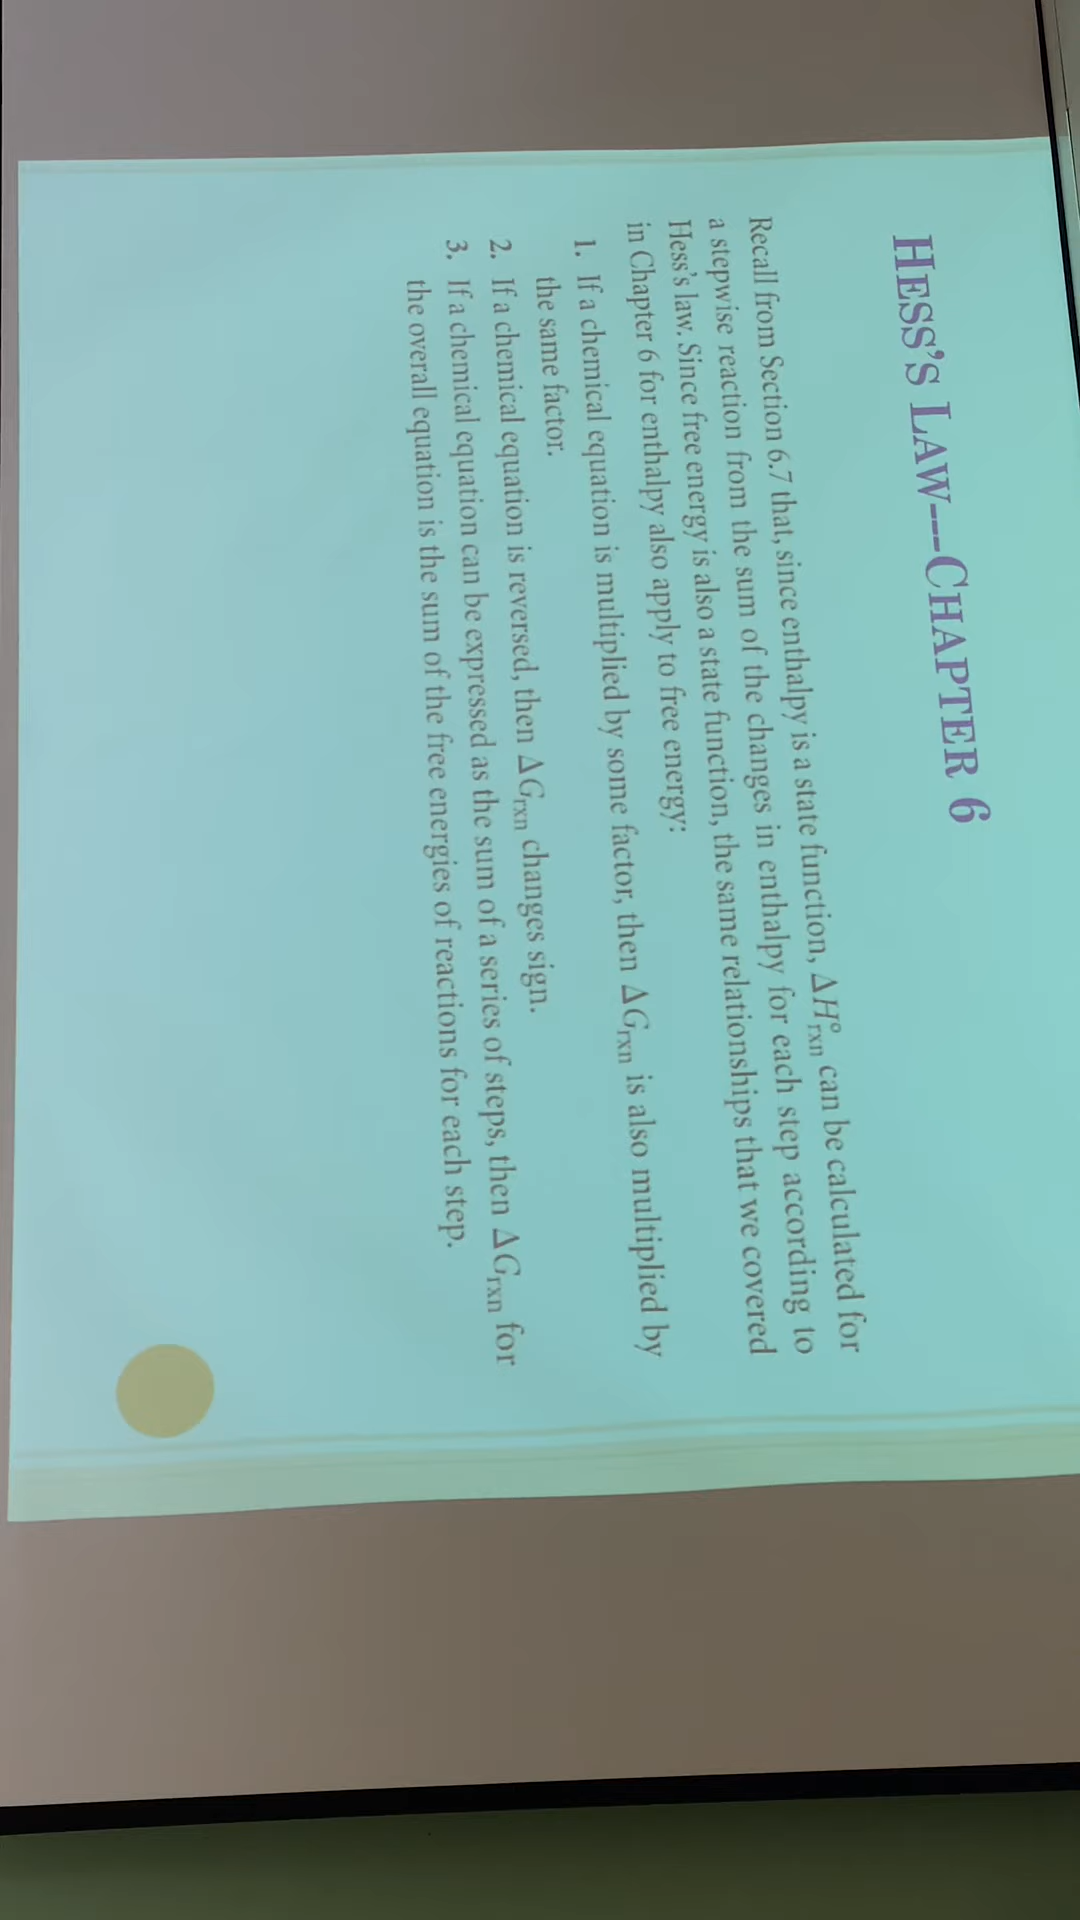 HESS'S LAW---CHAPTER 6
Recall from Section 6.7 that, since enthalpy is a state function, ΔH°rxn can be calculated for
a stepwise reaction from the sum of the changes in enthalpy for each step according to
Hess's law. Since free energy is also a state function, the same relationships that we covered
in Chapter 6 for enthalpy also apply to free energy:
1. If a chemical equation is multiplied by some factor, then ΔGrxn is also multiplied by
the same factor.
2. If a chemical equation is reversed, then ΔGrxn changes sign.
3. If a chemical equation can be expressed as the sum of a series of steps, then ΔGrxn for
the overall equation is the sum of the free energies of reactions for each step.